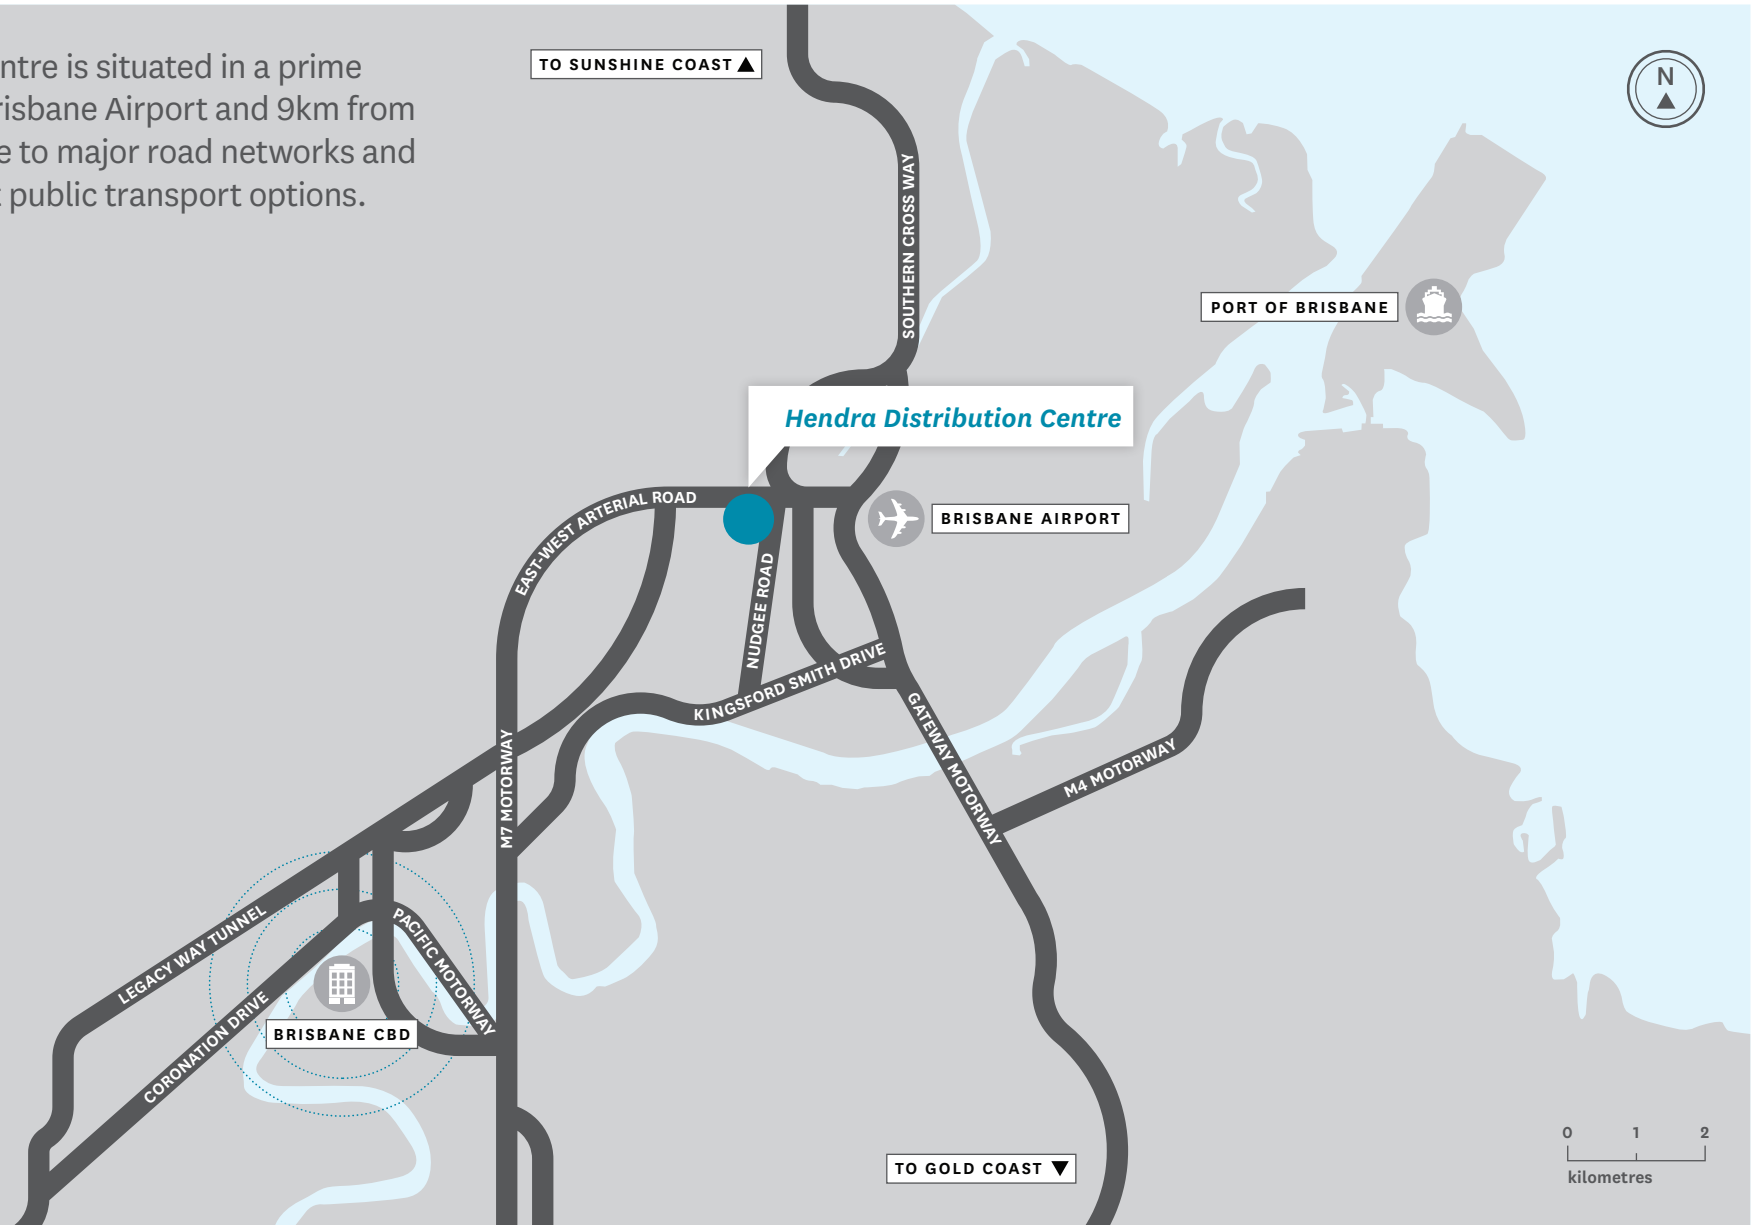 ntre is situated in a prime
risbane Airport and 9km from
e to major road networks and
public transport options.
TO SUNSHINE COAST
N
SOUTHERN CROSS WAY
PORT OF BRISBANE
Hendra Distribution Centre
EAST-WEST ARTERIAL ROAD
BRISBANE AIRPORT
NUDGEE ROAD
KINGSFORD SMITH DRIVE
GATEWAY MOTORWAY
M7 MOTORWAY
M4 MOTORWAY
LEGACY WAY TUNNEL
PACIFIC MOTORWAY
CORONATION DRIVE
BRISBANE CBD
TO GOLD COAST
0 1 2
kilometres